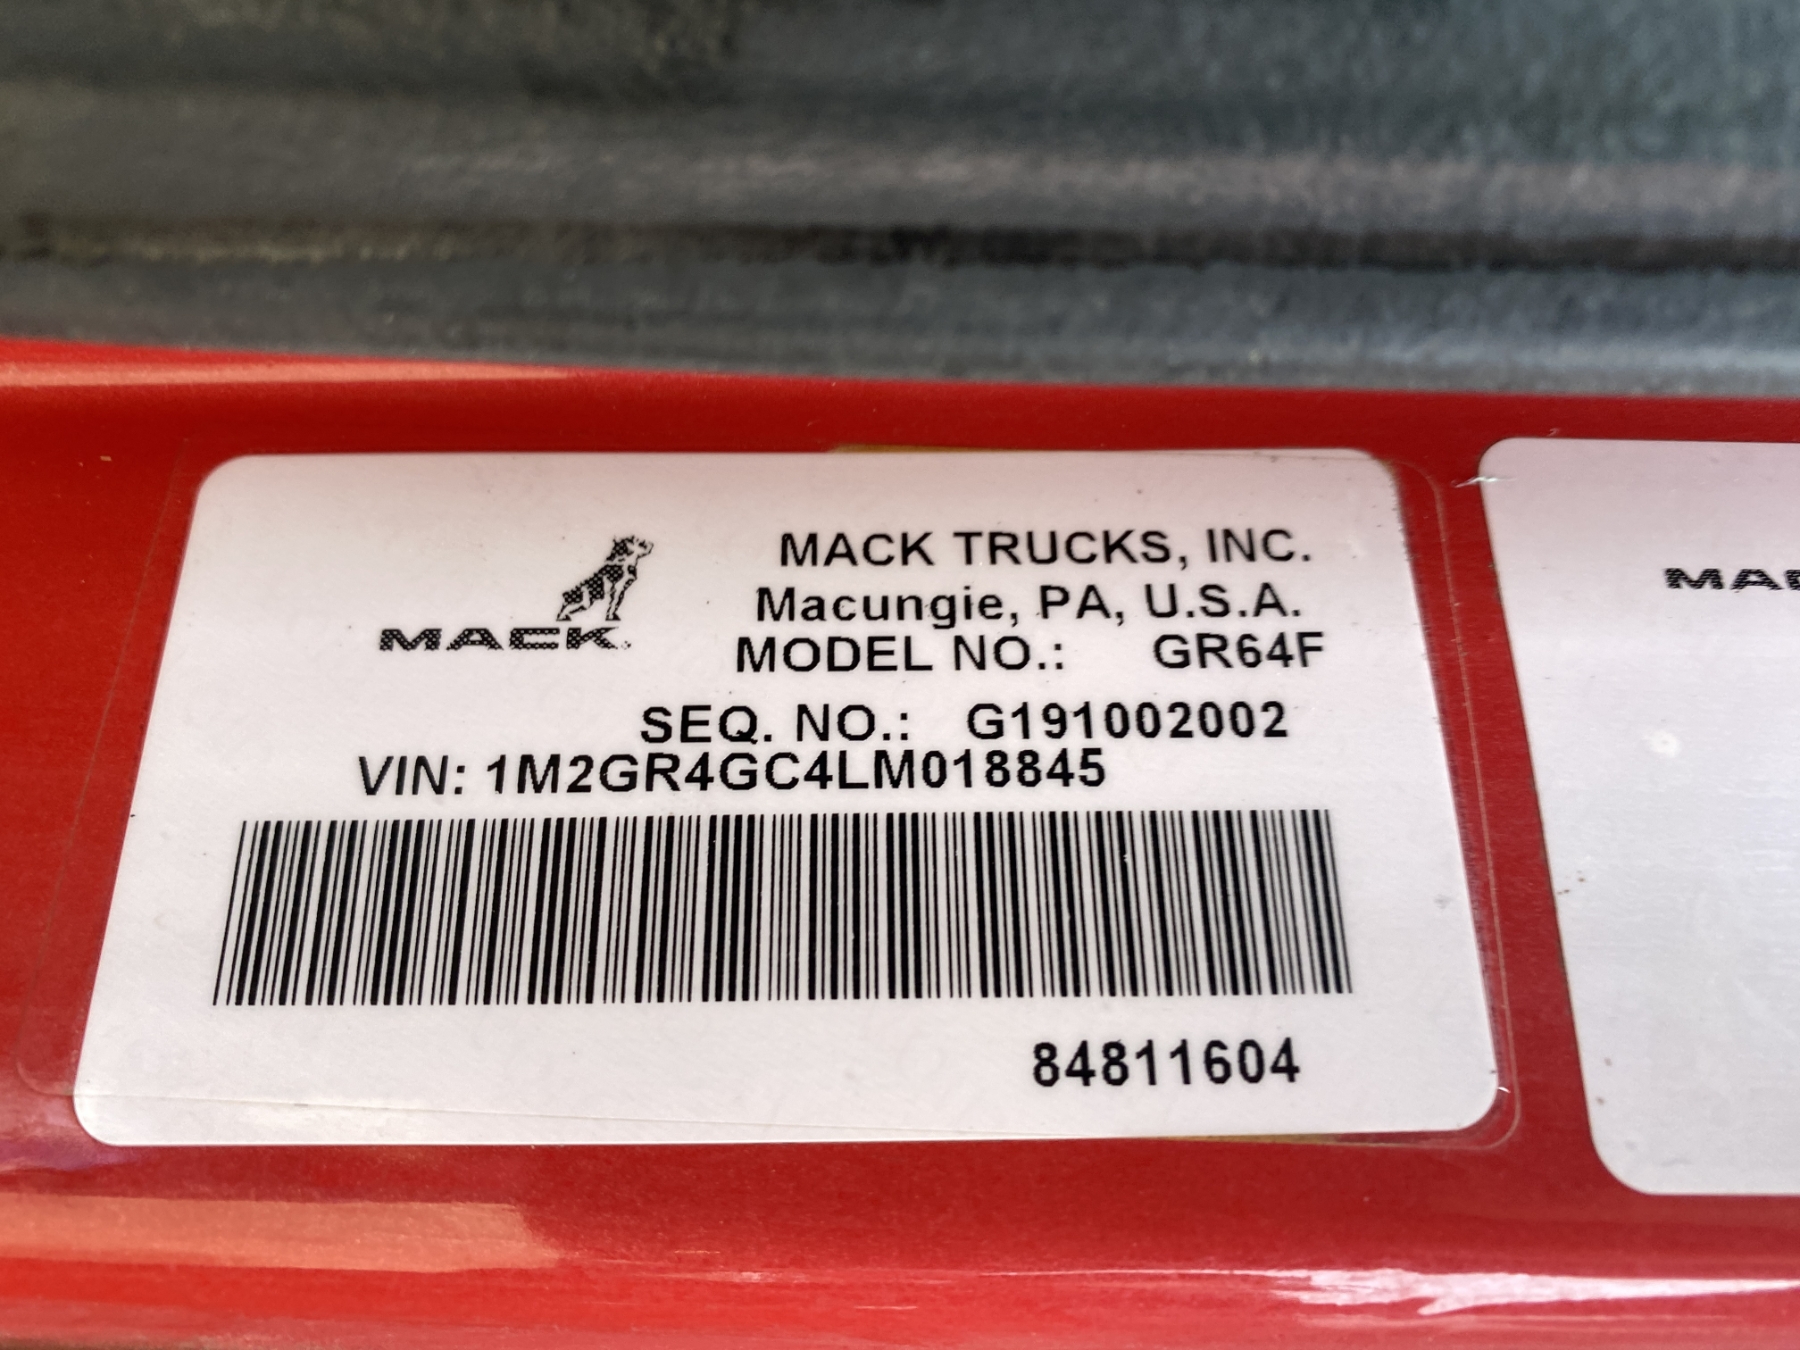 MACK
MACK TRUCKS, INC.
Macungie, PA, U.S.A.
MODEL NO.: GR64F
SEQ. NO.: G191002002
VIN: 1M2GR4GC4LM018845
84811604